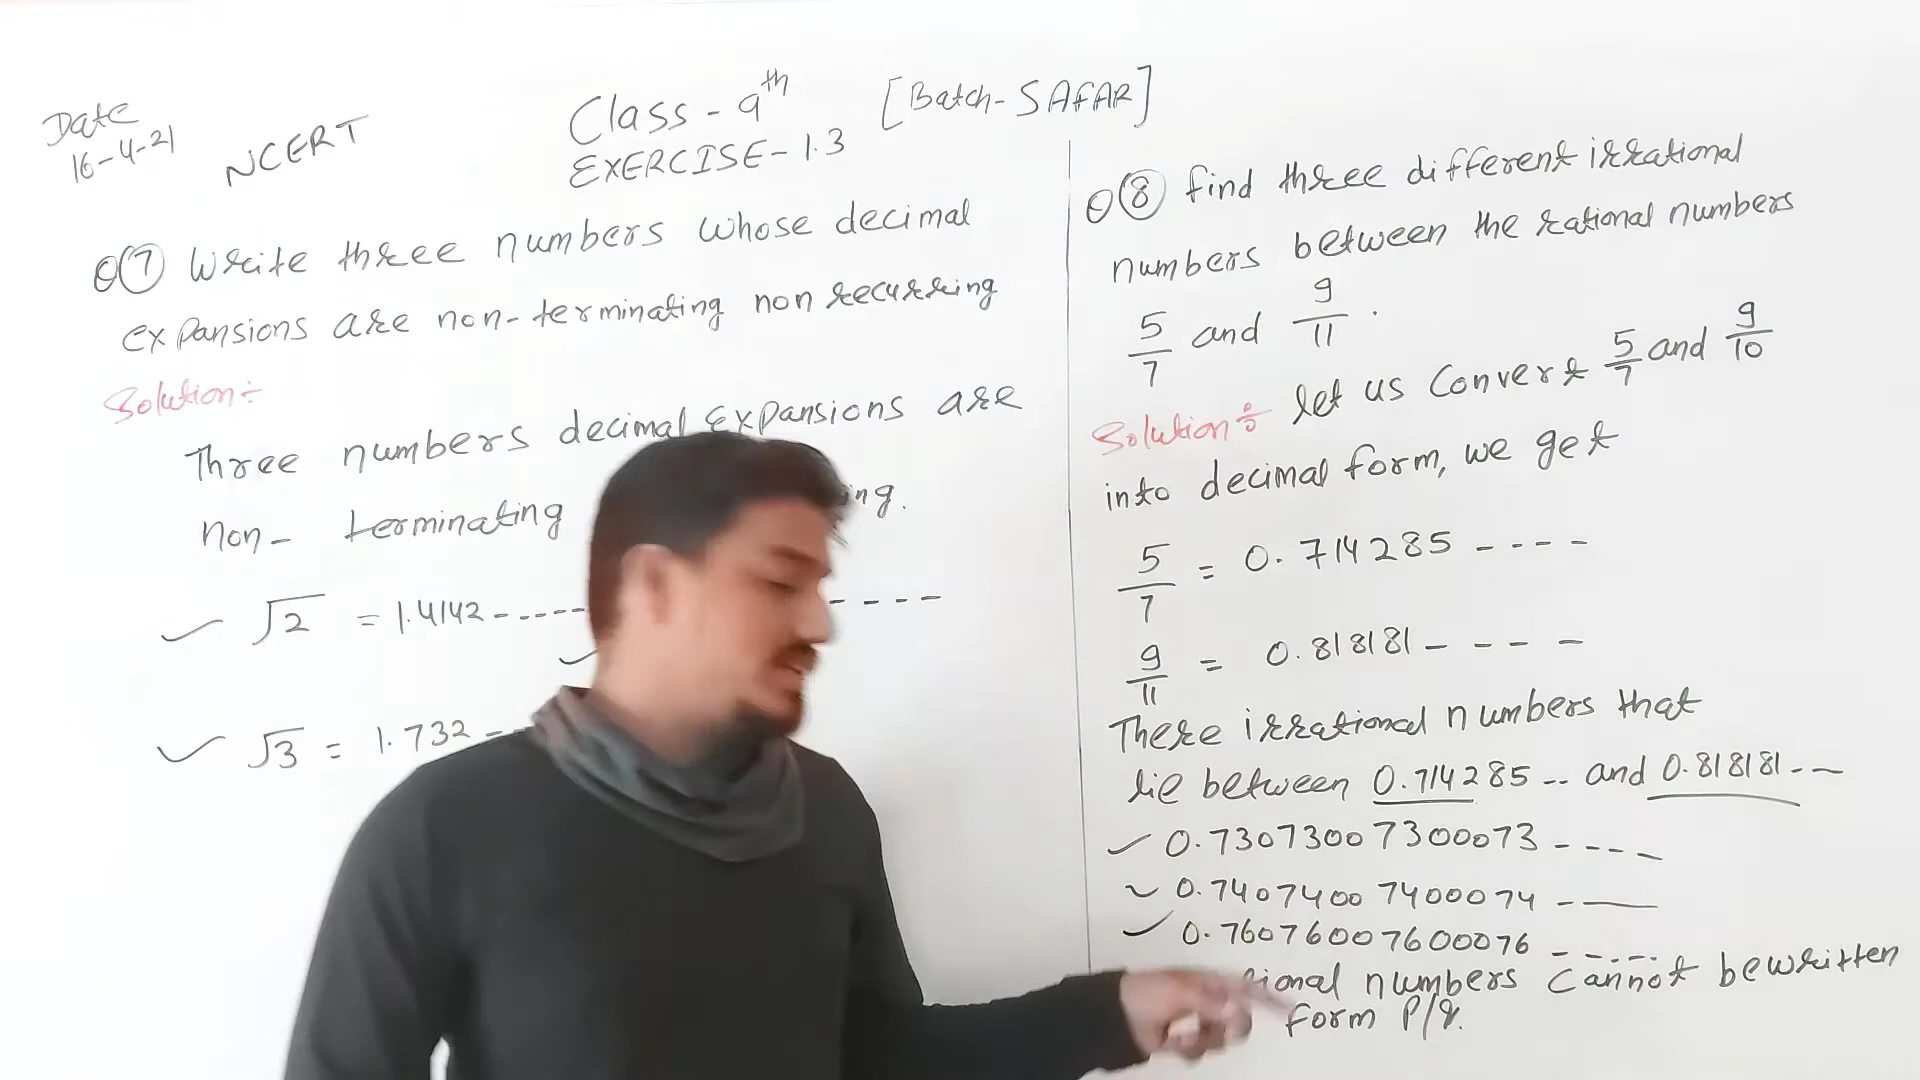 Date
16-4-21
NCERT
Class - 9th
[Batch- SAFAR]
EXERCISE- 1.3
Q7 Write three numbers whose decimal
expansions are non-terminating non recurring
Solution ÷
Three numbers decimal expansions are
non- terminating ing.
✓ √2 = 1.4142 ------ ----
✓
✓ √3 = 1.732 --
Q8 find three different irrational
numbers between the rational numbers
5/7 and 9/11.
Solution ÷ let us Convert 5/7 and 9/10
into decimal form, we get
5/7 = 0.714285 ----
9/11 = 0.818181 - - - -
There irrational numbers that
lie between 0.714285 -- and 0.818181 --
✓ 0.73073007300073 ----
✓ 0.74074007400074 ---
✓ 0.76076007600076 -----
ional numbers cannot be written
form P/q.